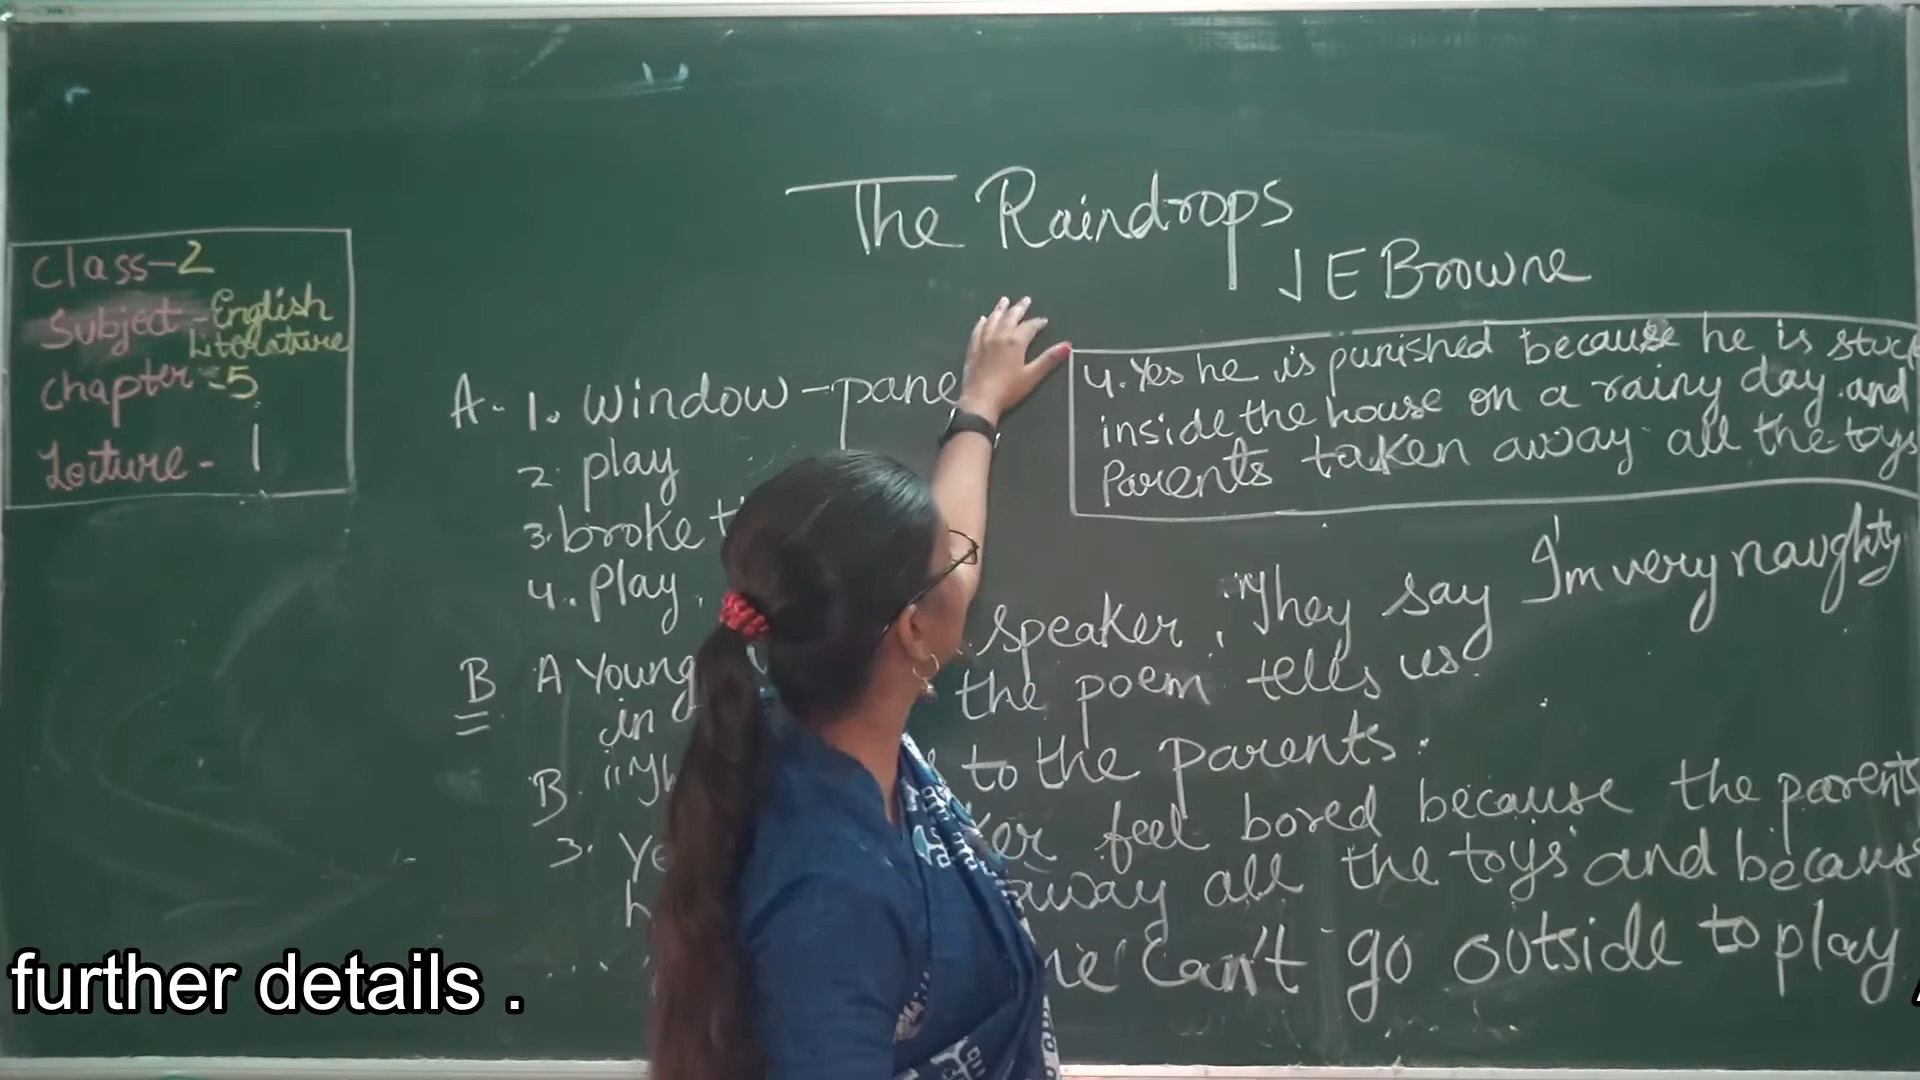 The Raindrops
J E Browne
Class-2
Subject-English
Literature
Chapter-5
Lecture- 1
A. 1. Window-pane
2. play
3. broke
4. Play.
4. Yes he is punished because he is stuck
inside the house on a rainy day and
Parents taken away all the toys
B A Young speaker. "They say I'm very naughty
in the poem tells us
B. to the parents.
3. feel bored because the parents
away all the toys and because
he can't go outside to play
further details .